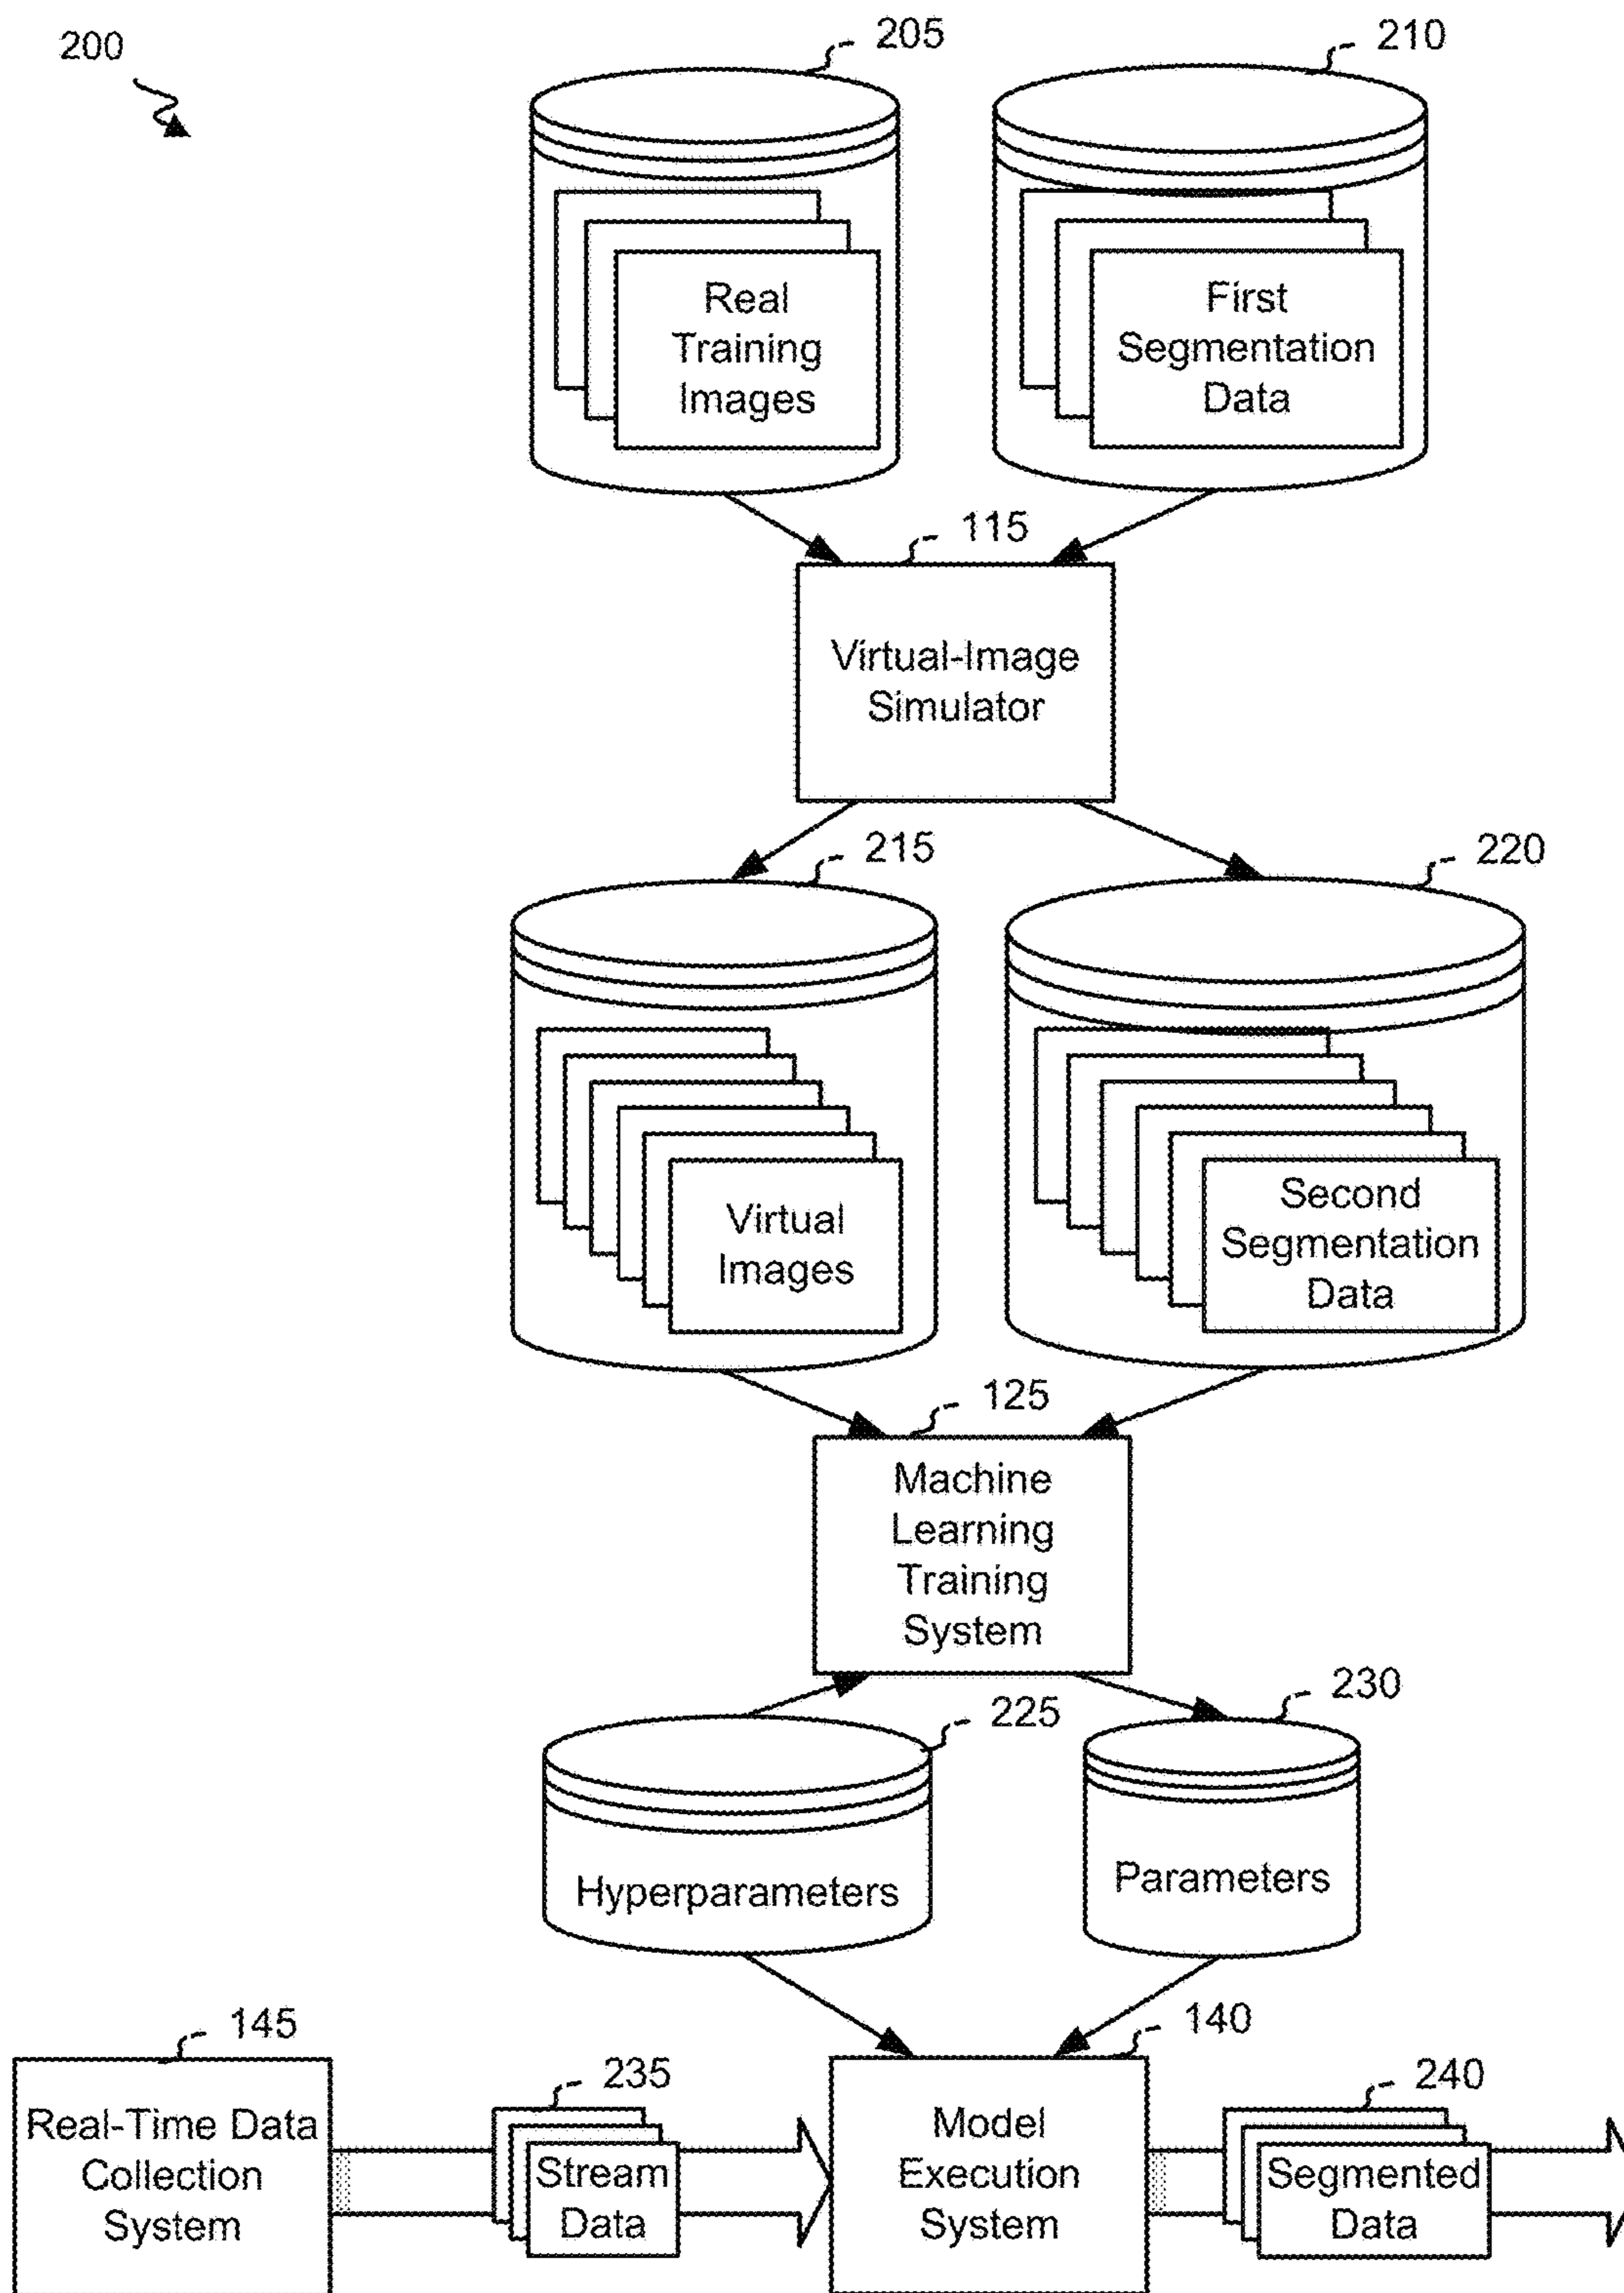 200
205
210
Real
Training
Images
First
Segmentation
Data
115
Virtual-Image
Simulator
215
220
Virtual
Images
Second
Segmentation
Data
125
Machine
Learning
Training
System
225
230
Hyperparameters
Parameters
145
Real-Time Data
Collection
System
235
Stream
Data
140
Model
Execution
System
240
Segmented
Data